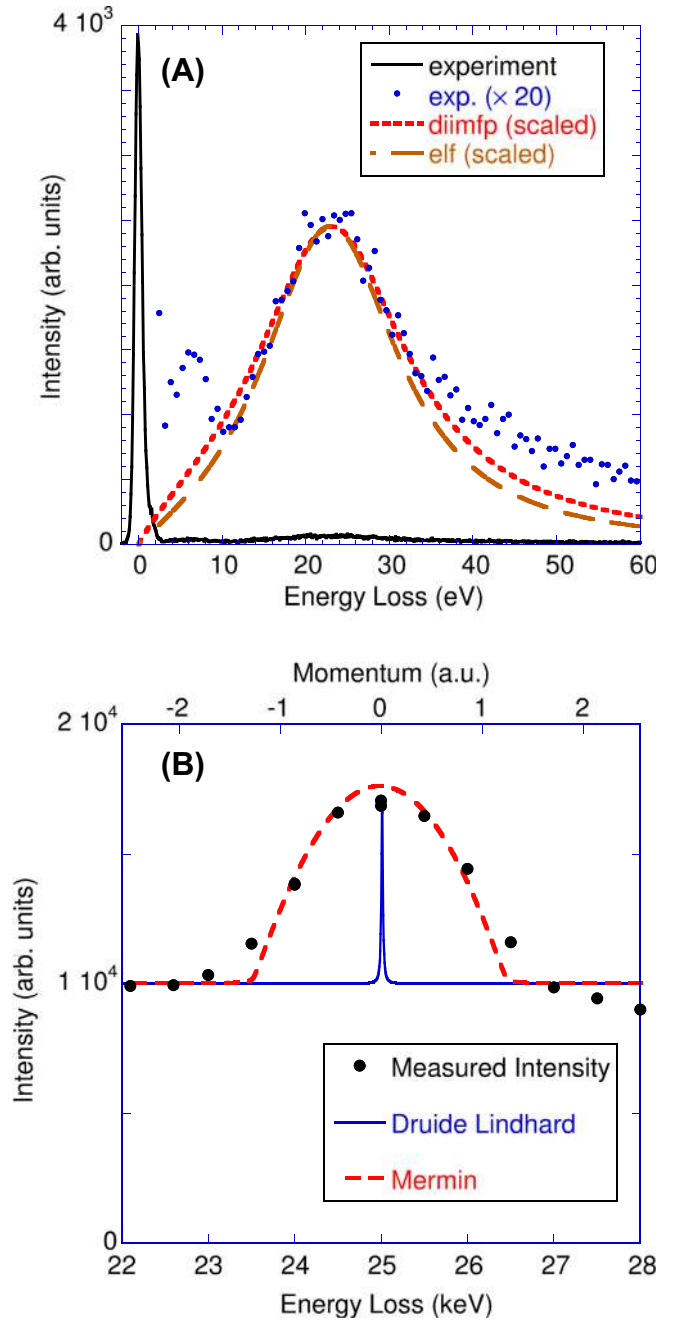 4 10³
(A)
experiment
exp. (× 20)
diimfp (scaled)
elf (scaled)
Intensity (arb. units)
0
0 10 20 30 40 50 60
Energy Loss (eV)
Momentum (a.u.)
-2 -1 0 1 2
2 10⁴
(B)
Intensity (arb. units)
1 10⁴
Measured Intensity
Druide Lindhard
Mermin
0
22 23 24 25 26 27 28
Energy Loss (keV)